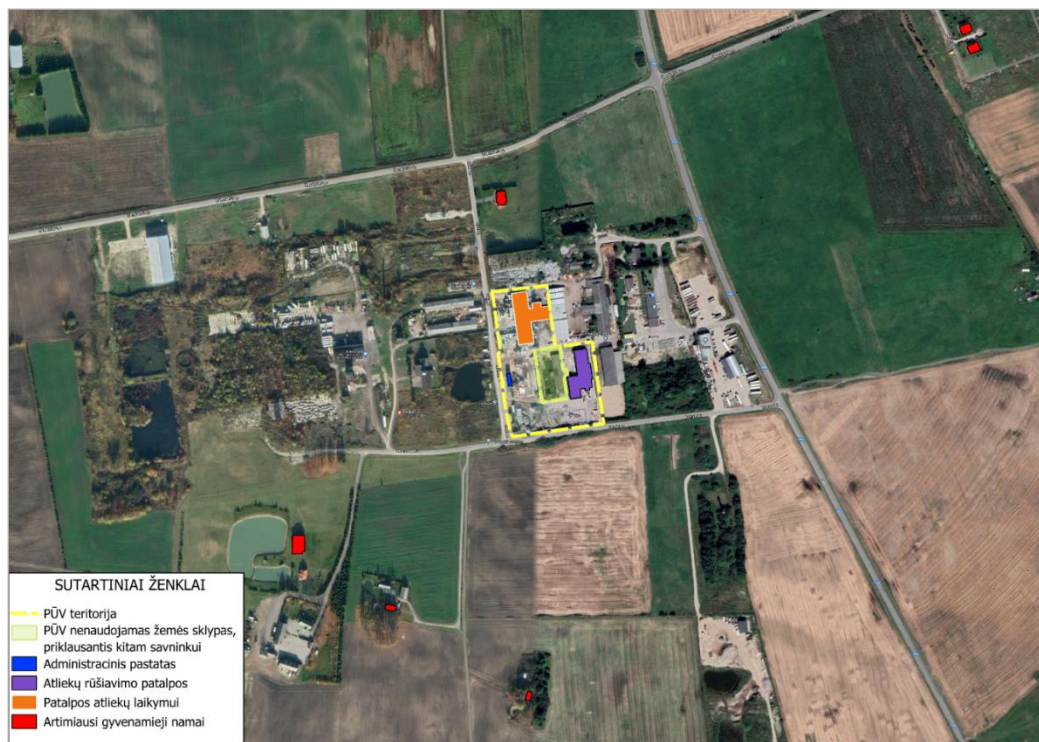 SUTARTINIAI ŽENKLAI
PŪV teritorija
PŪV nenaudojamas žemės sklypas,
priklausantis kitam savininkui
Administracinis pastatas
Atliekų rūšiavimo patalpos
Patalpos atliekų laikymui
Artimiausi gyvenamieji namai